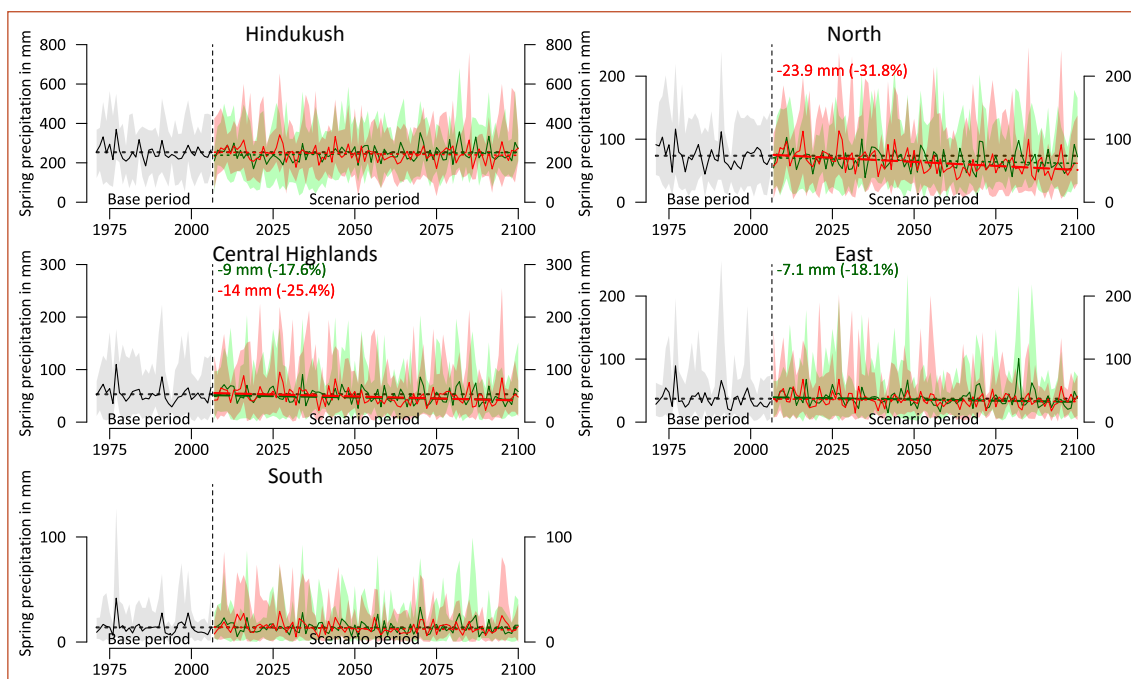 Hindukush
Spring precipitation in mm
800
600
400
200
0
800
600
400
200
0
Base period
Scenario period
1975 2000 2025 2050 2075 2100
North
-23.9 mm (-31.8%)
Spring precipitation in mm
200
100
0
200
100
0
Base period
Scenario period
1975 2000 2025 2050 2075 2100
Central Highlands
-9 mm (-17.6%)
-14 mm (-25.4%)
Spring precipitation in mm
300
200
100
50
0
300
200
100
50
0
Base period
Scenario period
1975 2000 2025 2050 2075 2100
East
-7.1 mm (-18.1%)
Spring precipitation in mm
200
100
0
200
100
0
Base period
Scenario period
1975 2000 2025 2050 2075 2100
South
Spring precipitation in mm
100
0
100
0
Base period
Scenario period
1975 2000 2025 2050 2075 2100